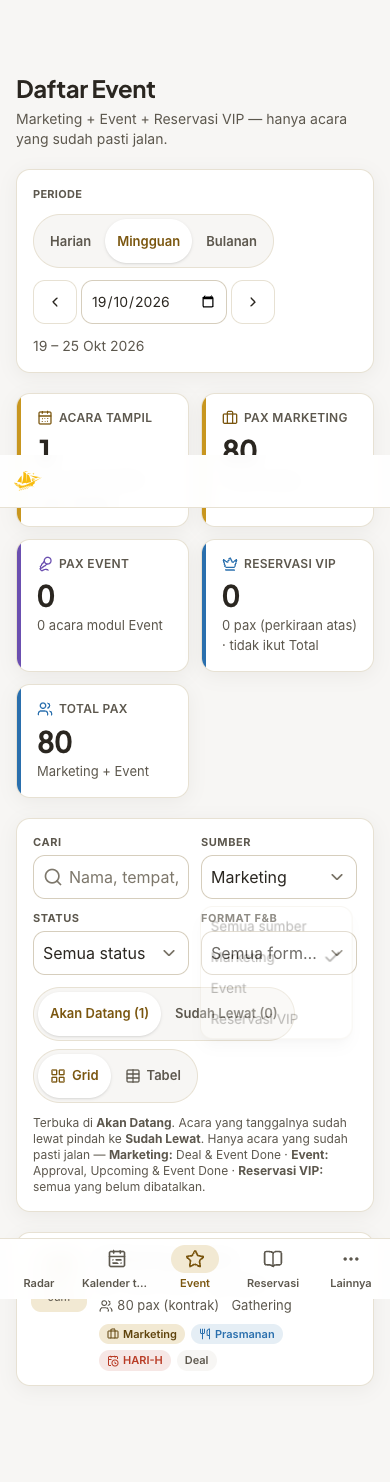 Daftar Event
Marketing + Event + Reservasi VIP — hanya acara
yang sudah pasti jalan.
PERIODE
Harian
Mingguan
Bulanan
19/10/2026
19 – 25 Okt 2026
ACARA TAMPIL
1
PAX MARKETING
80
PAX EVENT
0
0 acara modul Event
RESERVASI VIP
0
0 pax (perkiraan atas)
· tidak ikut Total
TOTAL PAX
80
Marketing + Event
CARI
Nama, tempat,
SUMBER
Marketing
STATUS
Semua status
FORMAT F&B
Semua form...
Semua sumber
Marketing
Event
Reservasi VIP
Akan Datang (1)
Sudah Lewat (0)
Grid
Tabel
Terbuka di Akan Datang. Acara yang tanggalnya sudah
lewat pindah ke Sudah Lewat. Hanya acara yang sudah
pasti jalan — Marketing: Deal & Event Done · Event:
Approval, Upcoming & Event Done · Reservasi VIP:
semua yang belum dibatalkan.
Radar
Kalender t...
Event
Reservasi
Lainnya
80 pax (kontrak)
Gathering
Marketing
Prasmanan
HARI-H
Deal